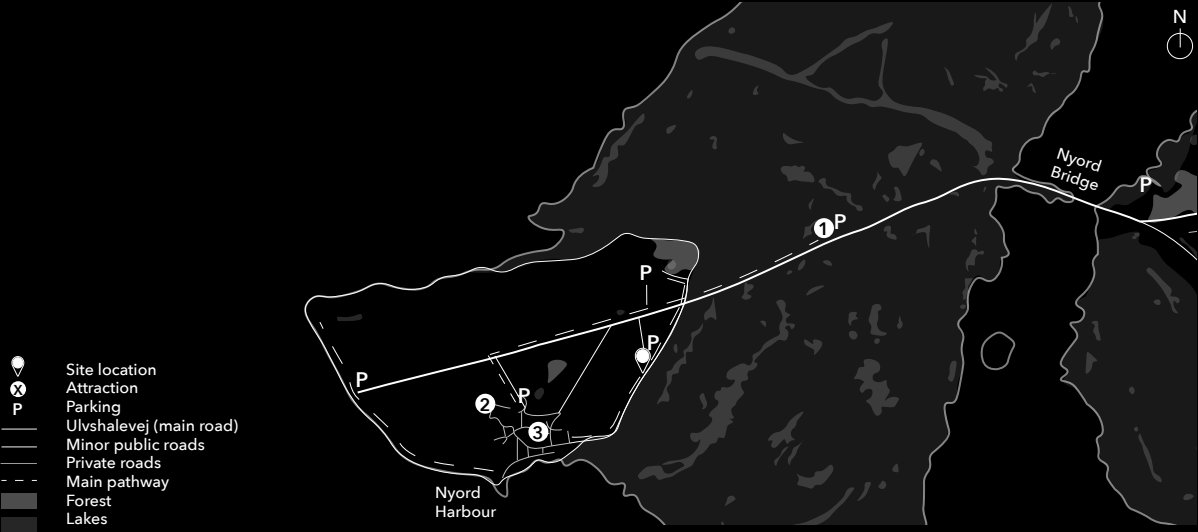 N
Nyord
Bridge
P
1
P
P
P
P
P
2
3
Site location
X
Attraction
P
Parking
Ulvshalevej (main road)
Minor public roads
Private roads
Main pathway
Forest
Lakes
Nyord
Harbour